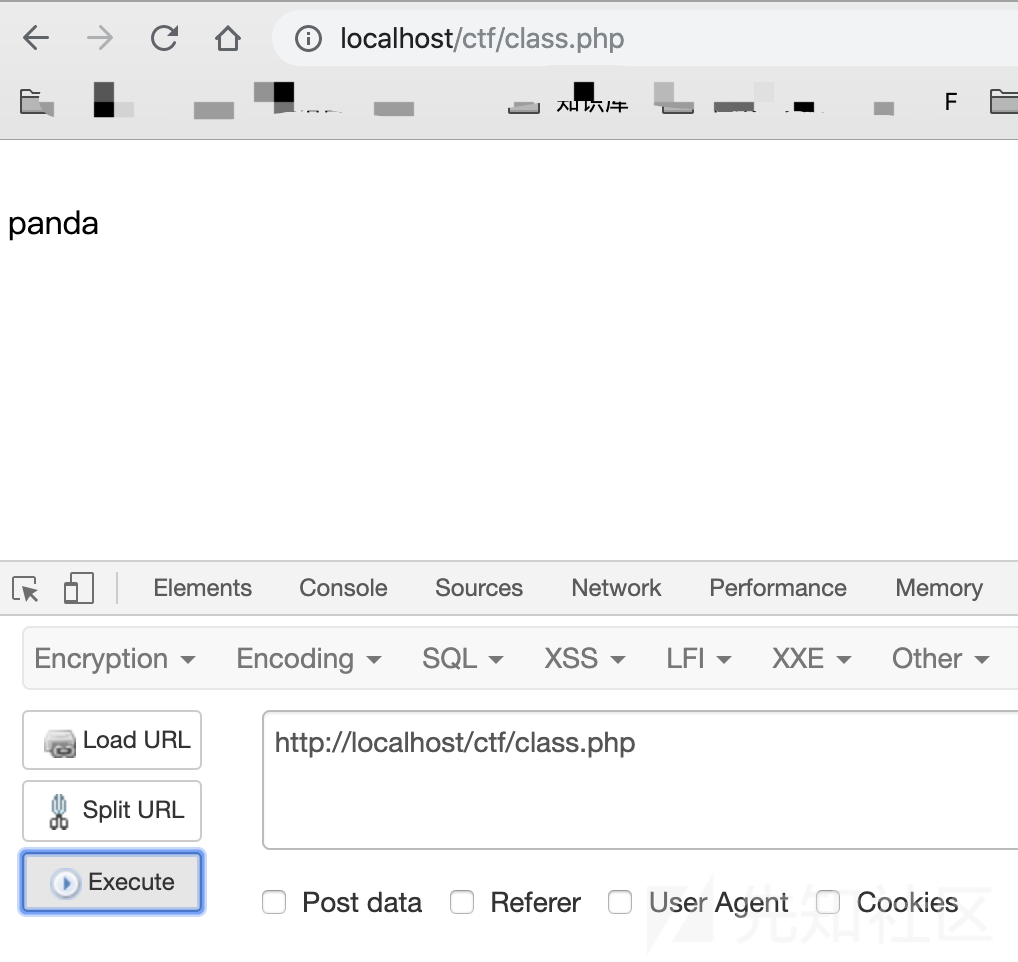 localhost/ctf/class.php
知识库 F
panda
Elements Console Sources Network Performance Memory
Encryption Encoding SQL XSS LFI XXE Other
Load URL http://localhost/ctf/class.php
Split URL
Execute
Post data Referer User Agent Cookies
先知社区